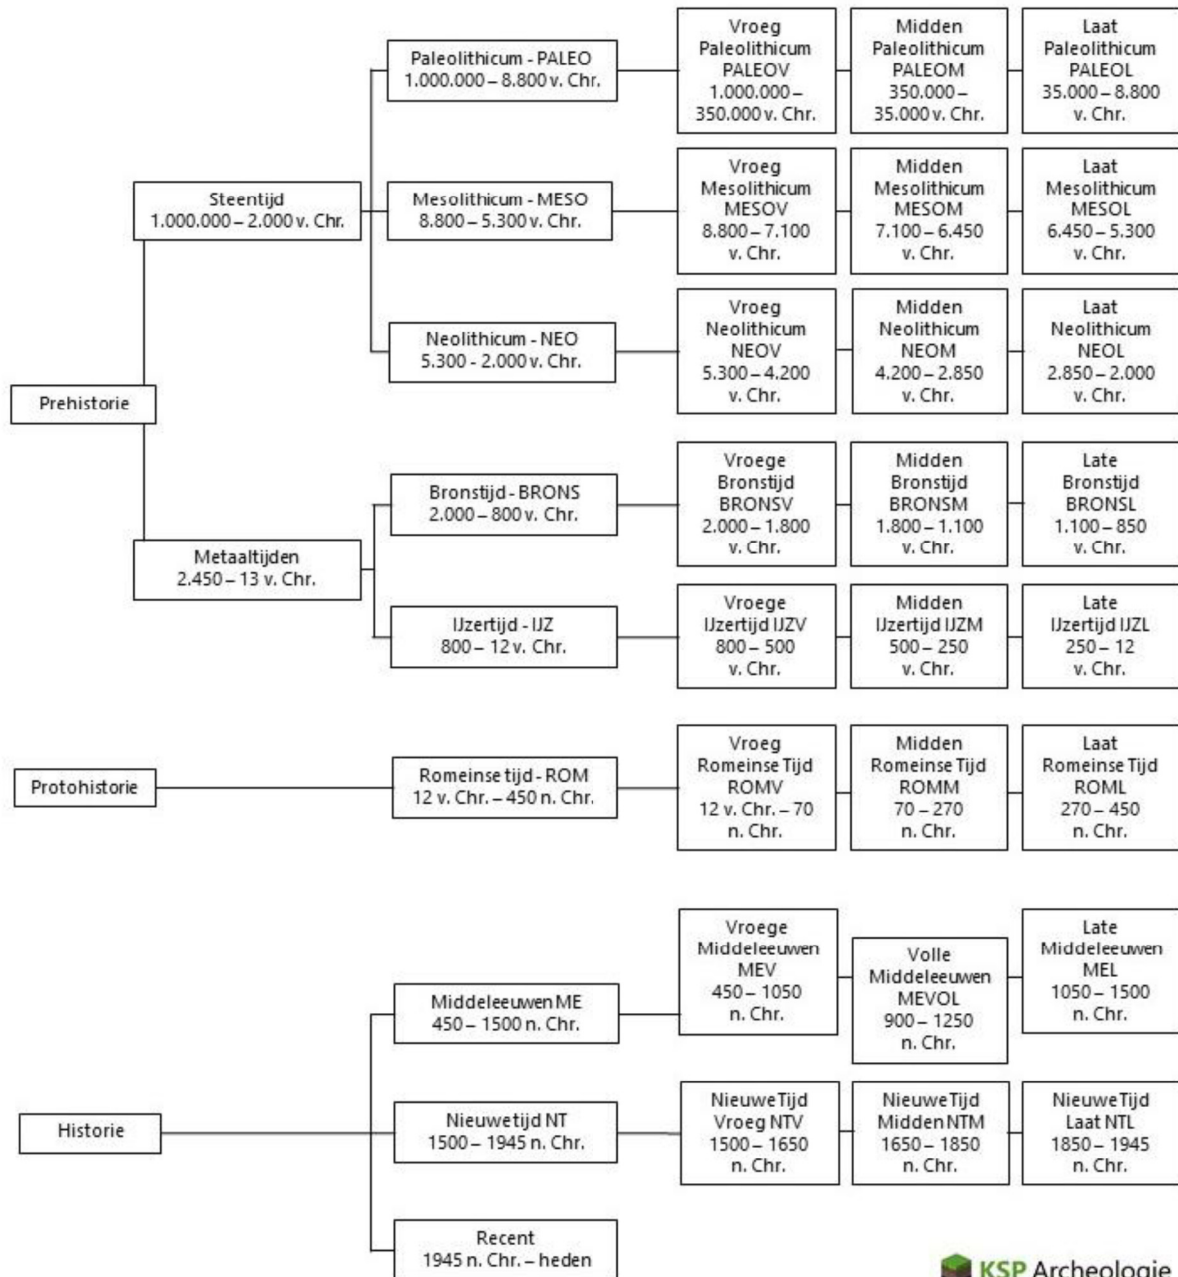 Prehistorie
Steentijd
1.000.000 – 2.000 v. Chr.
Paleolithicum - PALEO
1.000.000 – 8.800 v. Chr.
Vroeg
Paleolithicum
PALEOV
1.000.000 –
350.000 v. Chr.
Midden
Paleolithicum
PALEOM
350.000 –
35.000 v. Chr.
Laat
Paleolithicum
PALEOL
35.000 – 8.800
v. Chr.
Mesolithicum - MESO
8.800 – 5.300 v. Chr.
Vroeg
Mesolithicum
MESOV
8.800 – 7.100
v. Chr.
Midden
Mesolithicum
MESOM
7.100 – 6.450
v. Chr.
Laat
Mesolithicum
MESOL
6.450 – 5.300
v. Chr.
Neolithicum - NEO
5.300 - 2.000 v. Chr.
Vroeg
Neolithicum
NEOV
5.300 – 4.200
v. Chr.
Midden
Neolithicum
NEOM
4.200 – 2.850
v. Chr.
Laat
Neolithicum
NEOL
2.850 – 2.000
v. Chr.
Metaaltijden
2.450 – 13 v. Chr.
Bronstijd - BRONS
2.000 – 800 v. Chr.
Vroege
Bronstijd
BRONSV
2.000 – 1.800
v. Chr.
Midden
Bronstijd
BRONSM
1.800 – 1.100
v. Chr.
Late
Bronstijd
BRONSL
1.100 – 850
v. Chr.
IJzertijd - IJZ
800 – 12 v. Chr.
Vroege
IJzertijd IJZV
800 – 500
v. Chr.
Midden
IJzertijd IJZM
500 – 250
v. Chr.
Late
IJzertijd IJZL
250 – 12
v. Chr.
Protohistorie
Romeinse tijd - ROM
12 v. Chr. – 450 n. Chr.
Vroeg
Romeinse Tijd
ROMV
12 v. Chr. – 70
n. Chr.
Midden
Romeinse Tijd
ROMM
70 – 270
n. Chr.
Laat
Romeinse Tijd
ROML
270 – 450
n. Chr.
Historie
Middeleeuwen ME
450 – 1500 n. Chr.
Vroege
Middeleeuwen
MEV
450 – 1050
n. Chr.
Volle
Middeleeuwen
MEVOL
900 – 1250
n. Chr.
Late
Middeleeuwen
MEL
1050 – 1500
n. Chr.
Nieuwe tijd NT
1500 – 1945 n. Chr.
Nieuwe Tijd
Vroeg NTV
1500 – 1650
n. Chr.
Nieuwe Tijd
Midden NTM
1650 – 1850
n. Chr.
Nieuwe Tijd
Laat NTL
1850 – 1945
n. Chr.
Recent
1945 n. Chr. – heden
KSP Archeologie